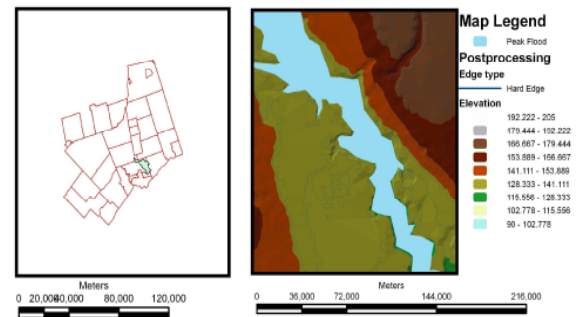 Map Legend
Peak Flood
Postprocessing
Edge type
Hard Edge
Elevation
192.222 - 205
179.444 - 192.222
166.667 - 179.444
153.889 - 166.667
141.111 - 153.889
128.333 - 141.111
115.556 - 128.333
102.778 - 115.556
90 - 102.778
Meters
0 20,000 40,000 80,000 120,000
Meters
0 36,000 72,000 144,000 216,000